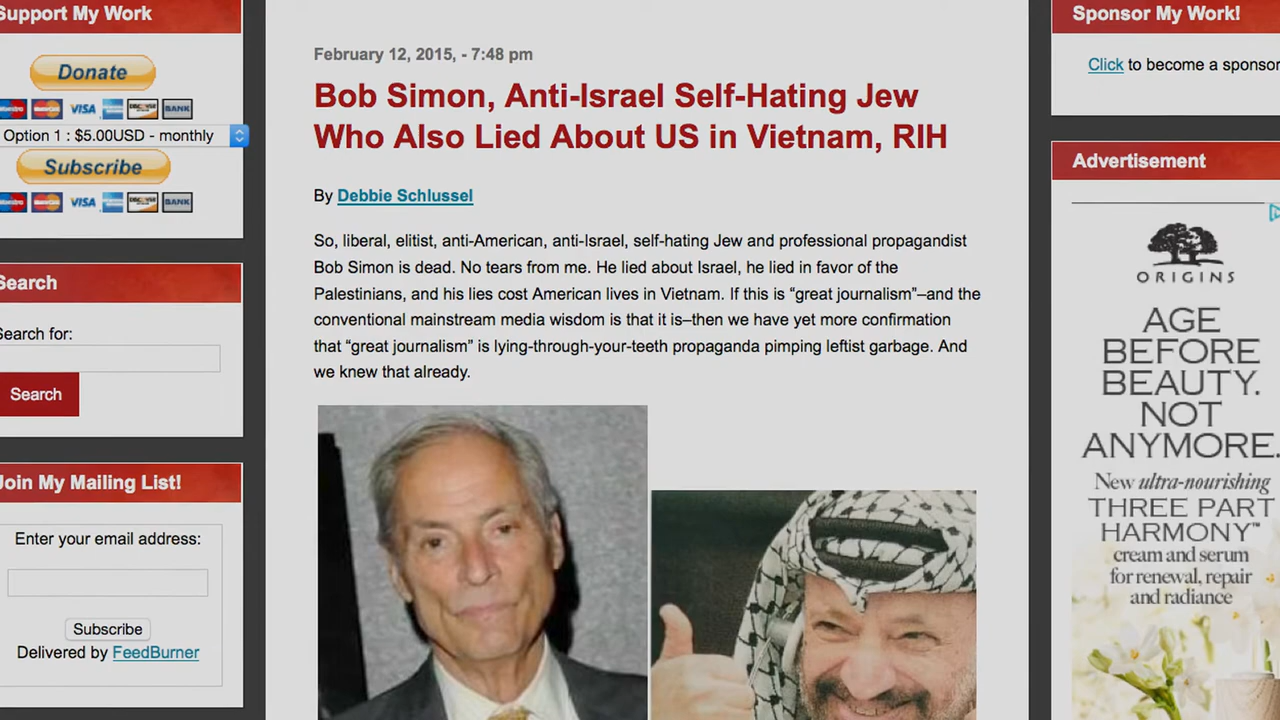 Support My Work
Donate
VISA
DISCOVER
BANK
Option 1 : $5.00USD - monthly
Subscribe
VISA
DISCOVER
BANK
Search
Search for:
Search
Join My Mailing List!
Enter your email address:
Subscribe
Delivered by FeedBurner
February 12, 2015, - 7:48 pm
Bob Simon, Anti-Israel Self-Hating Jew
Who Also Lied About US in Vietnam, RIH
By Debbie Schlussel
So, liberal, elitist, anti-American, anti-Israel, self-hating Jew and professional propagandist
Bob Simon is dead. No tears from me. He lied about Israel, he lied in favor of the
Palestinians, and his lies cost American lives in Vietnam. If this is “great journalism”–and the
conventional mainstream media wisdom is that it is–then we have yet more confirmation
that “great journalism” is lying-through-your-teeth propaganda pimping leftist garbage. And
we knew that already.
Sponsor My Work!
Click to become a sponsor
Advertisement
ORIGINS
AGE
BEFORE
BEAUTY.
NOT
ANYMORE.
New ultra-nourishing
THREE PART
HARMONY™
cream and serum
for renewal, repair
and radiance